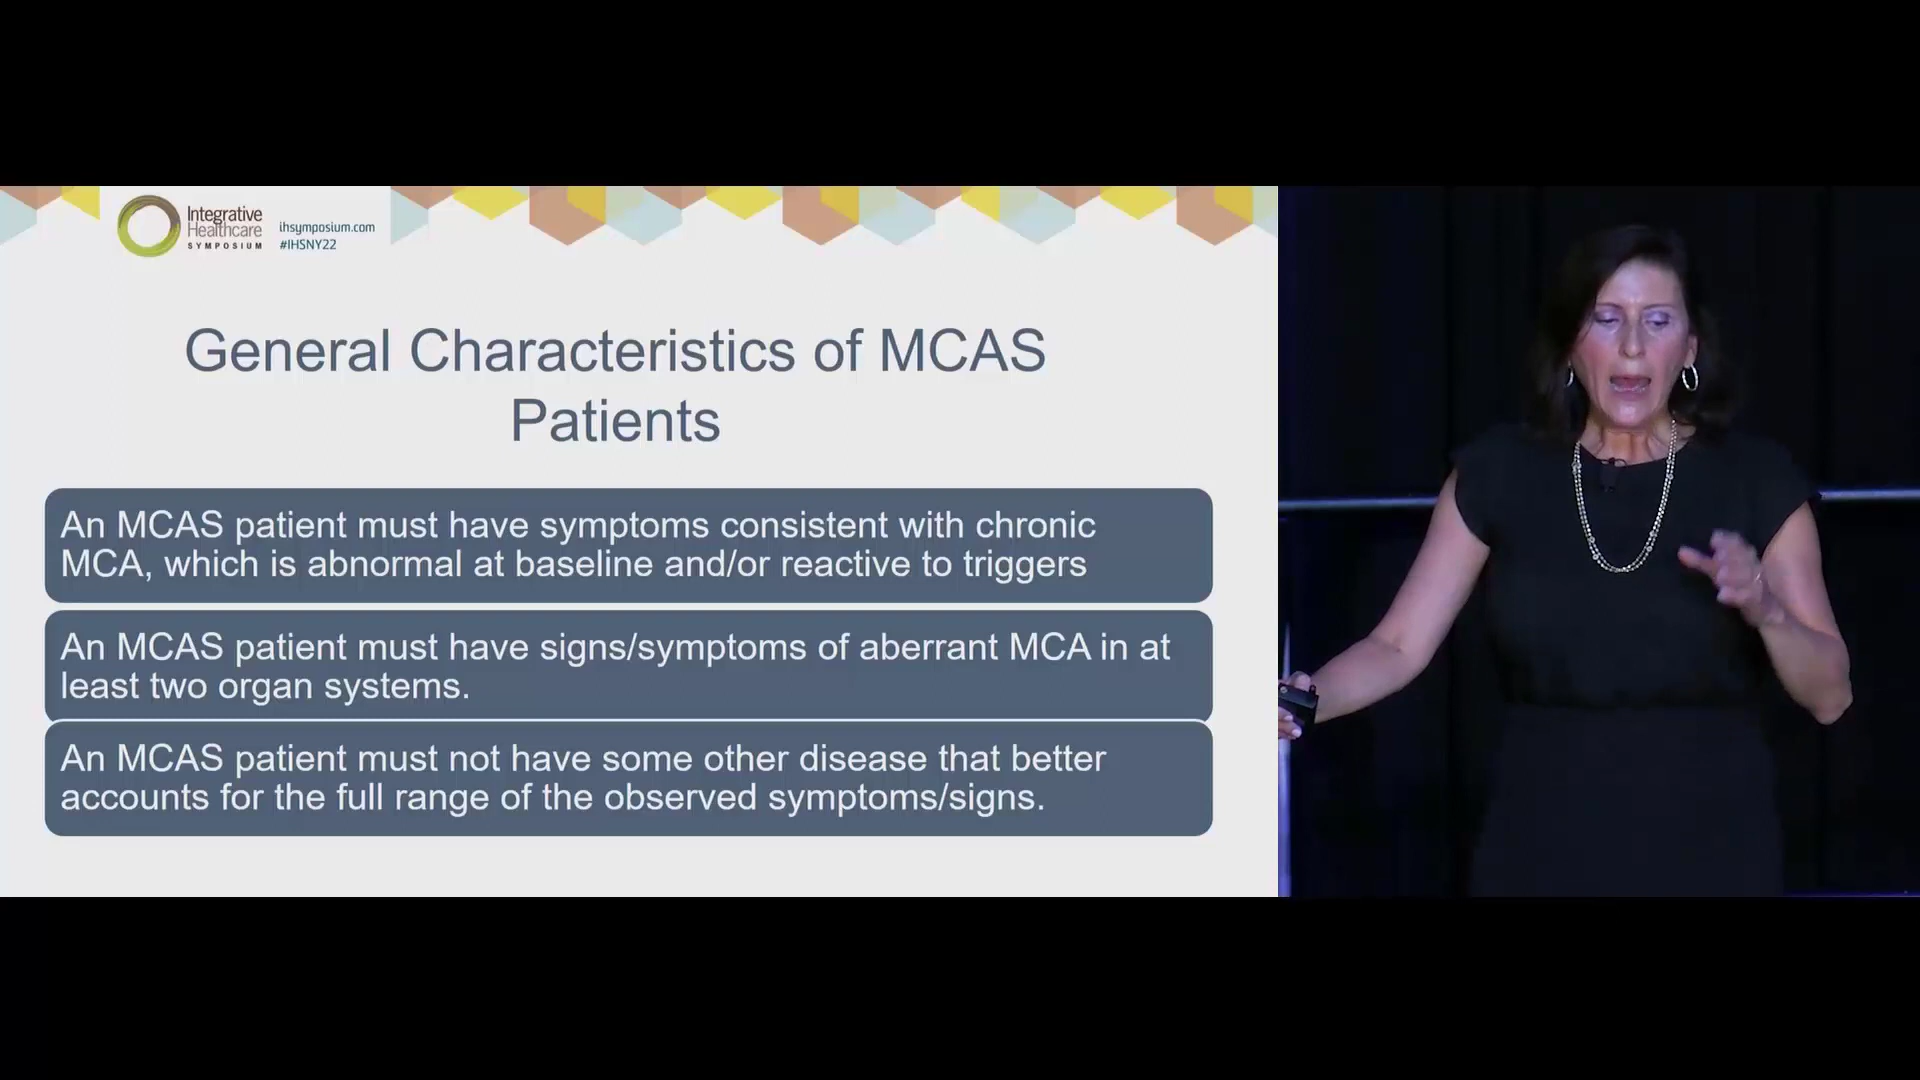 Integrative
Healthcare
SYMPOSIUM
ihsymposium.com
#IHSNY22
General Characteristics of MCAS
Patients
An MCAS patient must have symptoms consistent with chronic
MCA, which is abnormal at baseline and/or reactive to triggers
An MCAS patient must have signs/symptoms of aberrant MCA in at
least two organ systems.
An MCAS patient must not have some other disease that better
accounts for the full range of the observed symptoms/signs.